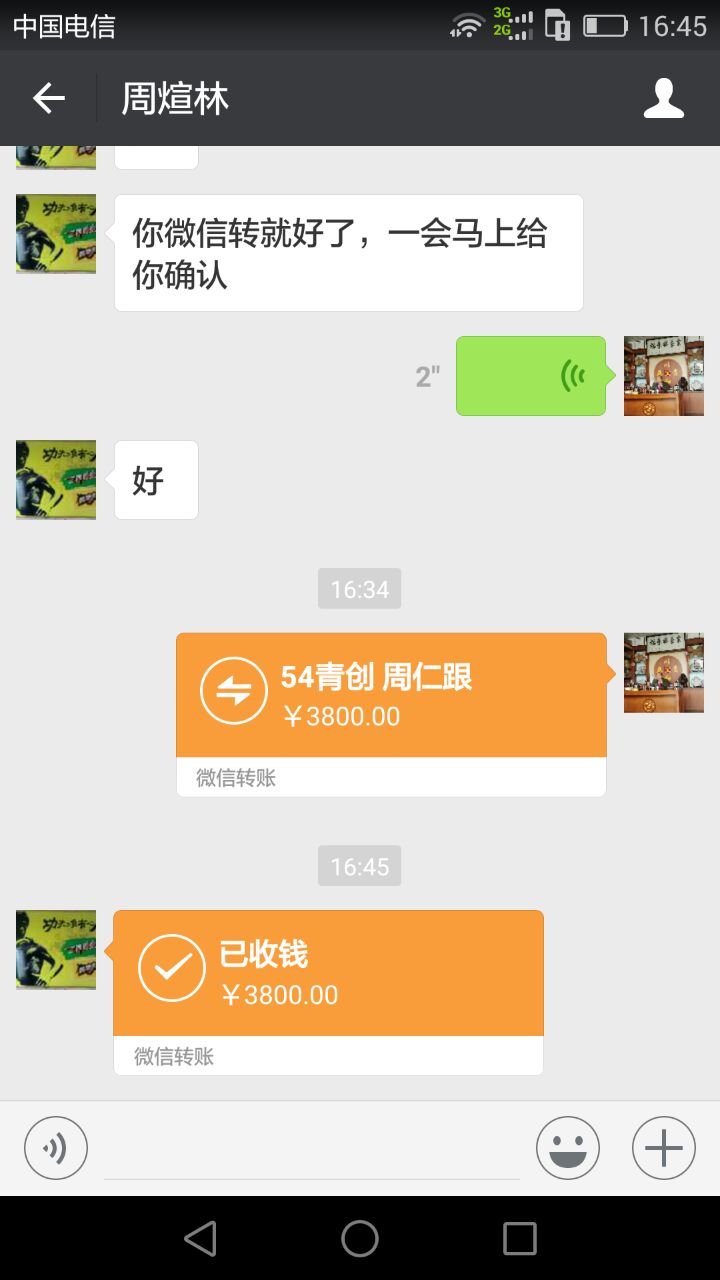 中国电信
3G
2G
16:45
周煊林
你微信转就好了，一会马上给
你确认
2"
好
16:34
54青创 周仁跟
￥3800.00
微信转账
16:45
已收钱
￥3800.00
微信转账